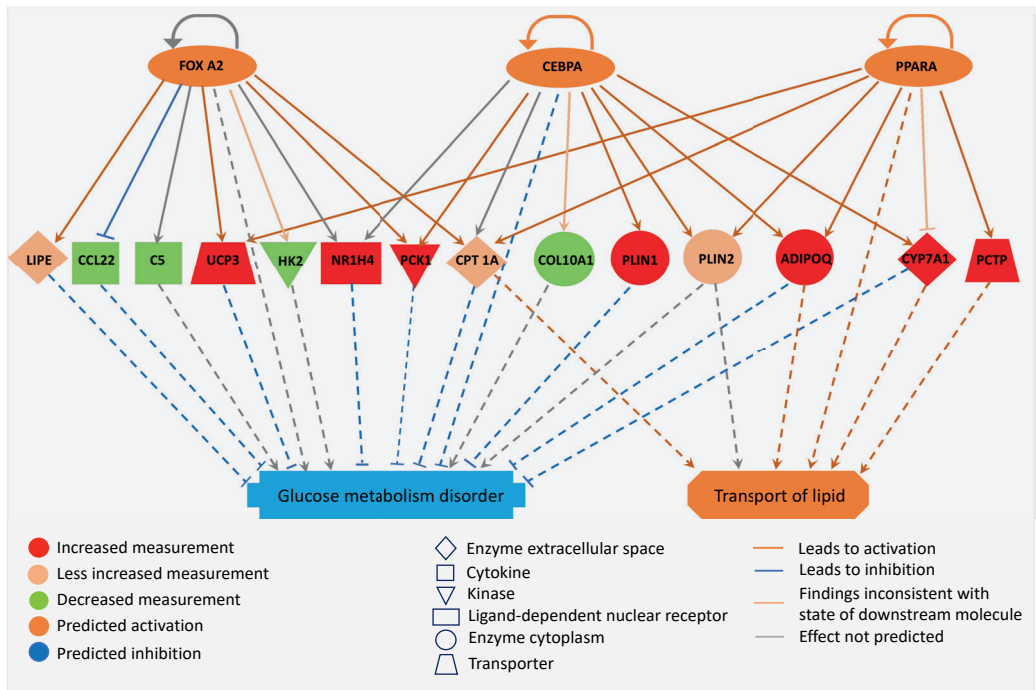 FOX A2
CEBPA
PPARA
LIPE
CCL22
C5
UCP3
HK2
NR1H4
PCK1
CPT 1A
COL10A1
PLIN1
PLIN2
ADIPOQ
CYP7A1
PCTP
Glucose metabolism disorder
Transport of lipid
Increased measurement
Less increased measurement
Decreased measurement
Predicted activation
Predicted inhibition
Enzyme extracellular space
Cytokine
Kinase
Ligand-dependent nuclear receptor
Enzyme cytoplasm
Transporter
Leads to activation
Leads to inhibition
Findings inconsistent with
state of downstream molecule
Effect not predicted